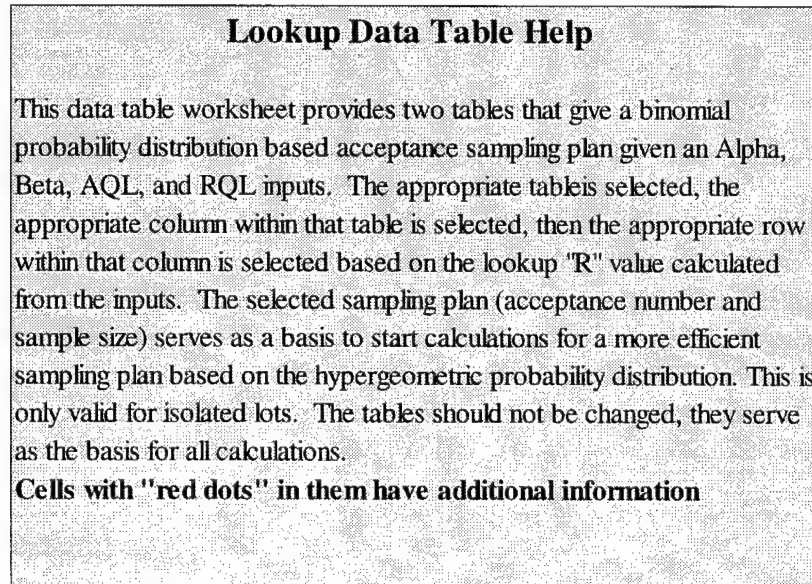 Lookup Data Table Help
This data table worksheet provides two tables that give a binomial
probability distribution based acceptance sampling plan given an Alpha,
Beta, AQL, and RQL inputs. The appropriate tableis selected, the
appropriate column within that table is selected, then the appropriate row
within that column is selected based on the lookup "R" value calculated
from the inputs. The selected sampling plan (acceptance number and
sample size) serves as a basis to start calculations for a more efficient
sampling plan based on the hypergeometric probability distribution. This is
only valid for isolated lots. The tables should not be changed, they serve
as the basis for all calculations.
Cells with "red dots" in them have additional information